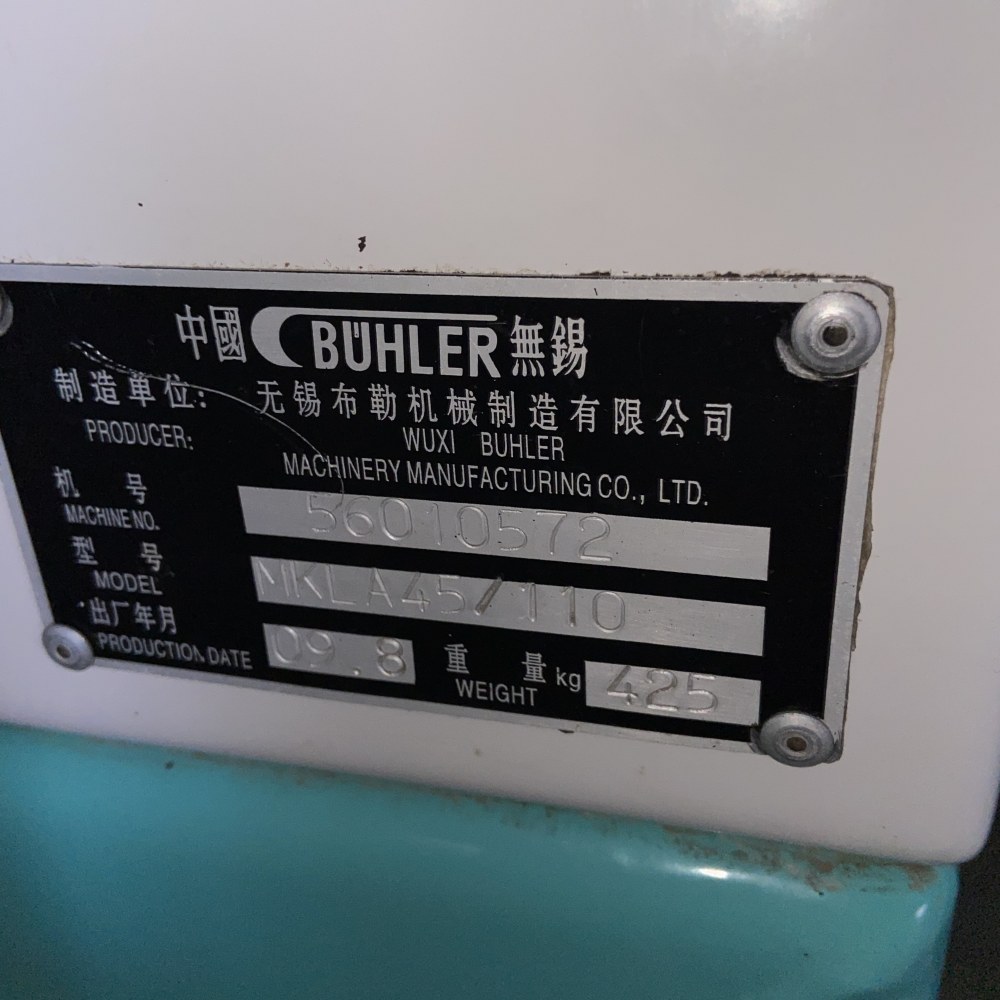 中國 BÜHLER 無錫
制造单位: 无锡布勒机械制造有限公司
PRODUCER: WUXI BUHLER
MACHINERY MANUFACTURING CO., LTD.
机 号
MACHINE NO. 56010572
型 号
MODEL MKLA45/110
出厂年月 重 量 kg
PRODUCTION DATE 09.8 WEIGHT 425